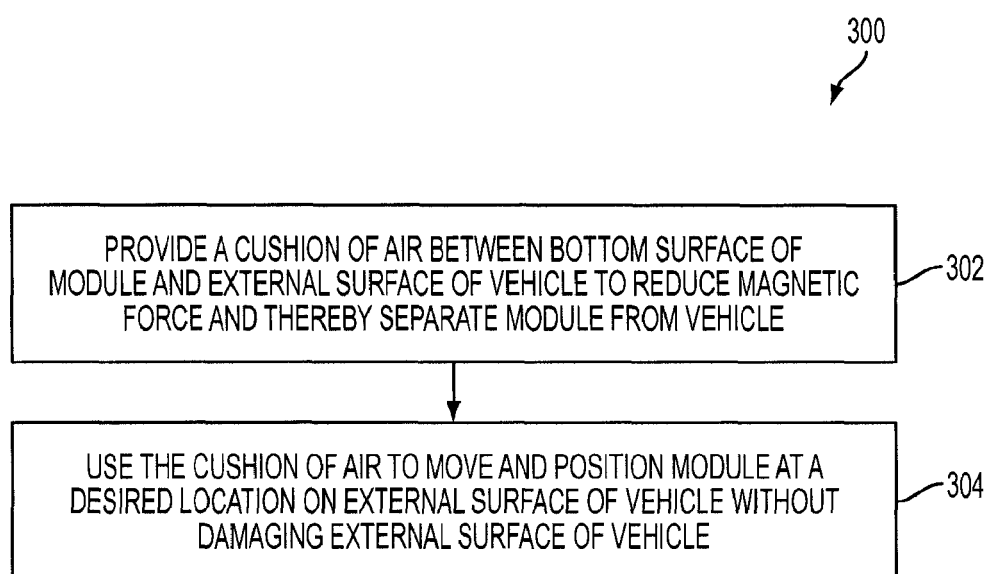 300
PROVIDE A CUSHION OF AIR BETWEEN BOTTOM SURFACE OF
MODULE AND EXTERNAL SURFACE OF VEHICLE TO REDUCE MAGNETIC
FORCE AND THEREBY SEPARATE MODULE FROM VEHICLE
302
USE THE CUSHION OF AIR TO MOVE AND POSITION MODULE AT A
DESIRED LOCATION ON EXTERNAL SURFACE OF VEHICLE WITHOUT
DAMAGING EXTERNAL SURFACE OF VEHICLE
304